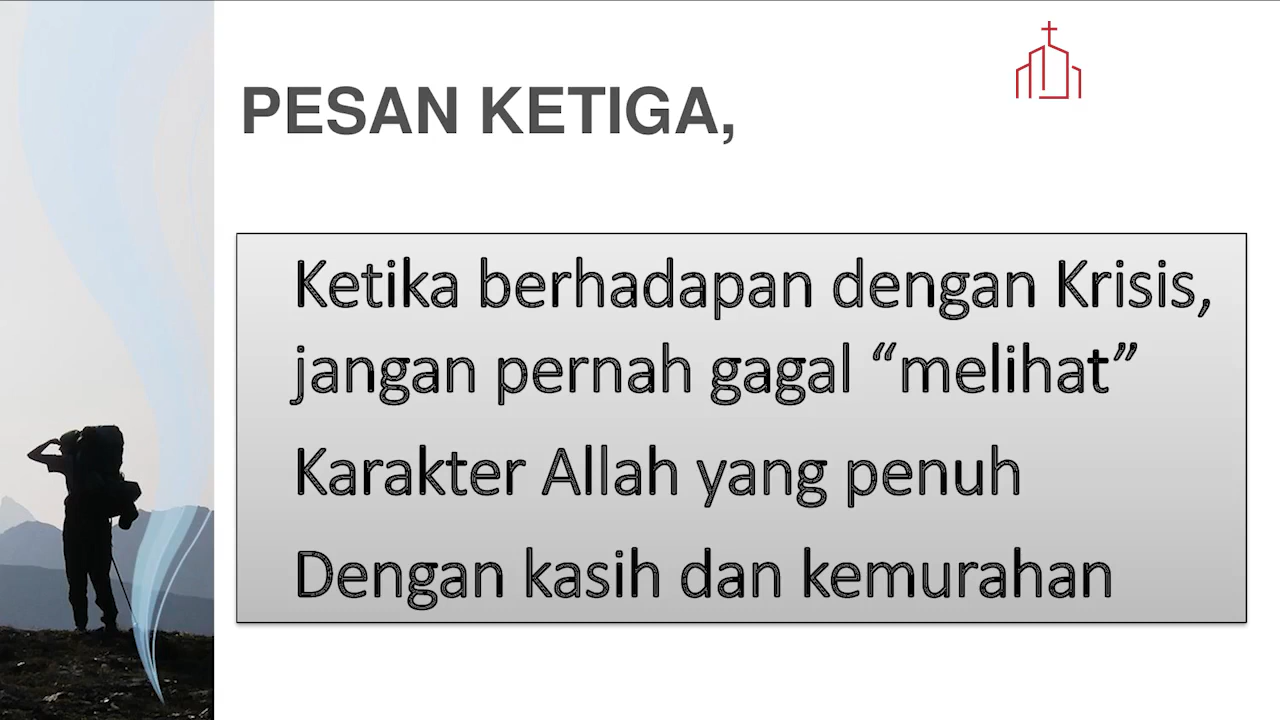 PESAN KETIGA,
Ketika berhadapan dengan Krisis,
jangan pernah gagal “melihat”
Karakter Allah yang penuh
Dengan kasih dan kemurahan